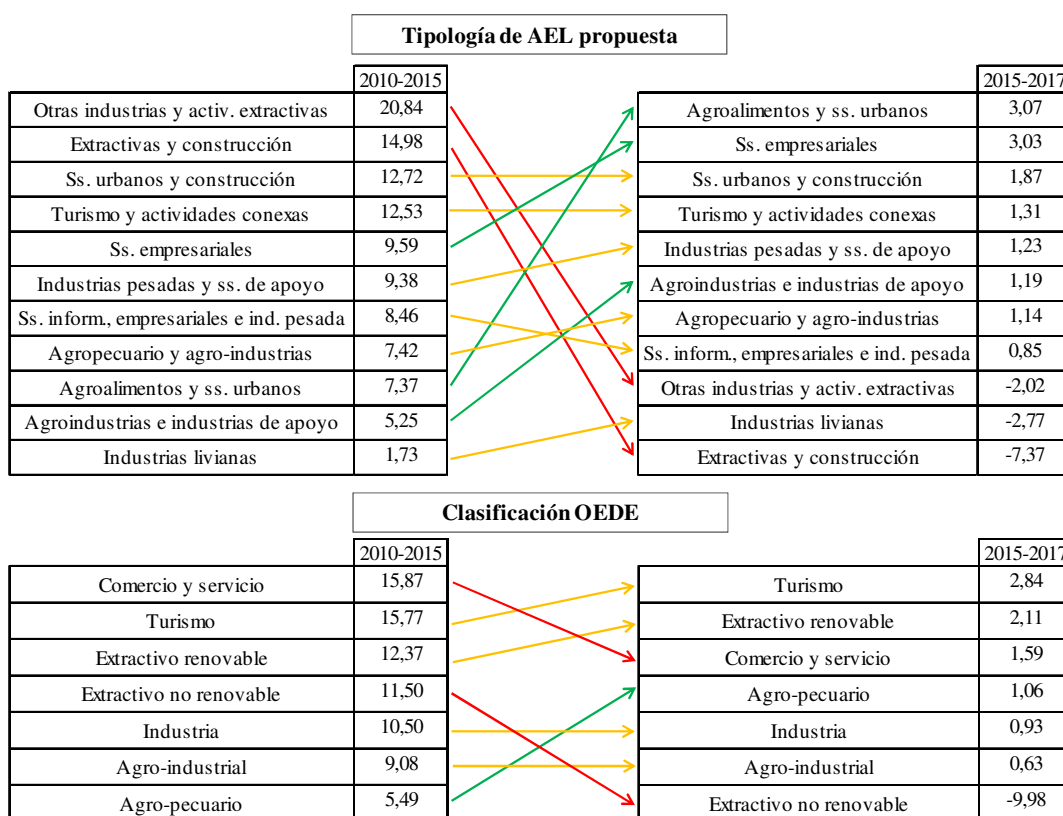 Tipología de AEL propuesta
2010-2015 2015-2017
Otras industrias y activ. extractivas 20,84 Agroalimentos y ss. urbanos 3,07
Extractivas y construcción 14,98 Ss. empresariales 3,03
Ss. urbanos y construcción 12,72 Ss. urbanos y construcción 1,87
Turismo y actividades conexas 12,53 Turismo y actividades conexas 1,31
Ss. empresariales 9,59 Industrias pesadas y ss. de apoyo 1,23
Industrias pesadas y ss. de apoyo 9,38 Agroindustrias e industrias de apoyo 1,19
Ss. inform., empresariales e ind. pesada 8,46 Agropecuario y agro-industrias 1,14
Agropecuario y agro-industrias 7,42 Ss. inform., empresariales e ind. pesada 0,85
Agroalimentos y ss. urbanos 7,37 Otras industrias y activ. extractivas -2,02
Agroindustrias e industrias de apoyo 5,25 Industrias livianas -2,77
Industrias livianas 1,73 Extractivas y construcción -7,37
Clasificación OEDE
2010-2015 2015-2017
Comercio y servicio 15,87 Turismo 2,84
Turismo 15,77 Extractivo renovable 2,11
Extractivo renovable 12,37 Comercio y servicio 1,59
Extractivo no renovable 11,50 Agro-pecuario 1,06
Industria 10,50 Industria 0,93
Agro-industrial 9,08 Agro-industrial 0,63
Agro-pecuario 5,49 Extractivo no renovable -9,98